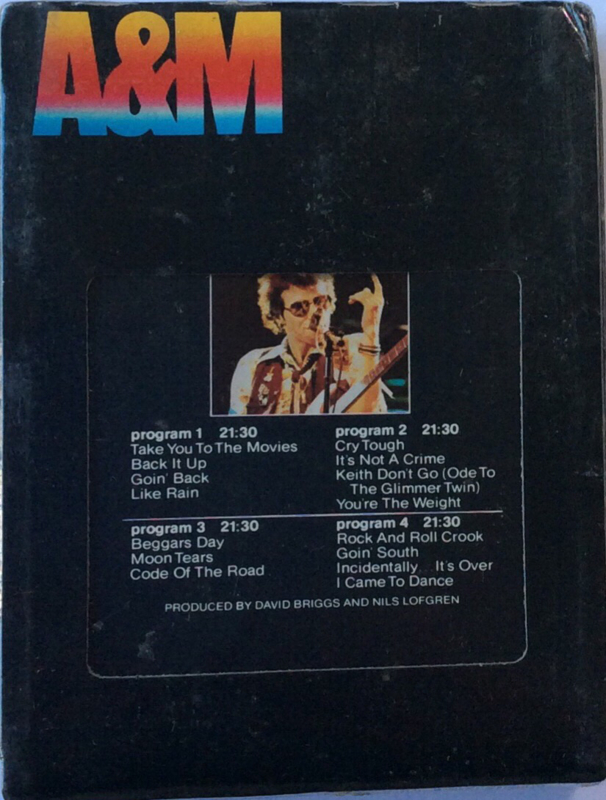 A&M
program 1 21:30
Take You To The Movies
Back It Up
Goin' Back
Like Rain
program 2 21:30
Cry Tough
It's Not A Crime
Keith Don't Go (Ode To
The Glimmer Twin)
You're The Weight
program 3 21:30
Beggars Day
Moon Tears
Code Of The Road
program 4 21:30
Rock And Roll Crook
Goin' South
Incidentally... It's Over
I Came To Dance
PRODUCED BY DAVID BRIGGS AND NILS LOFGREN